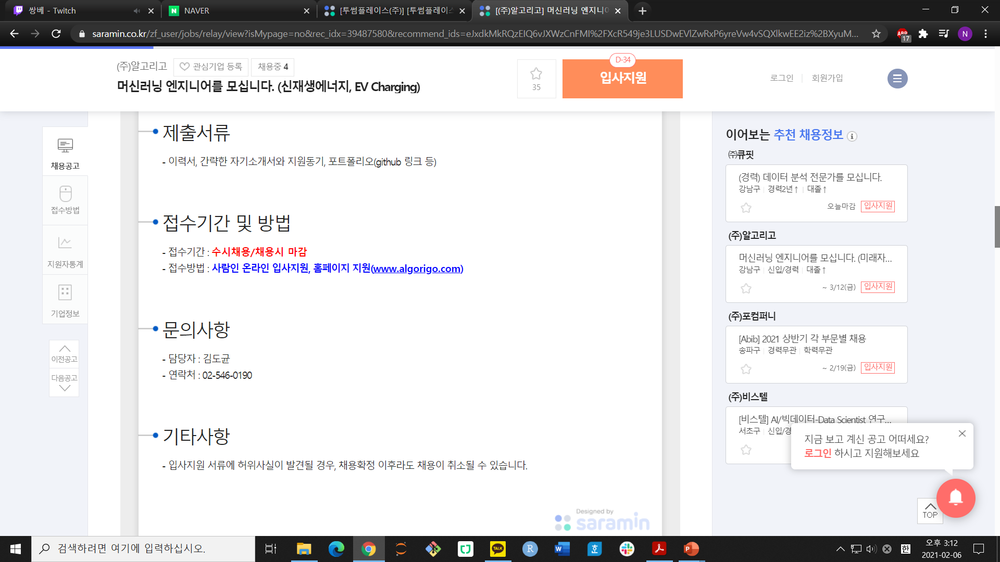 쌍베 - Twitch
NAVER
[투썸플레이스(주)] [투썸플레이스
[(주)알고리고] 머신러닝 엔지니어
saramin.co.kr/zf_user/jobs/relay/view?isMypage=no&rec_idx=39487580&recommend_ids=eJxdkMkRQzEIQ6vJXWzCnFMI%2FXcR549je3LUSDwEVlZwRxP6yreVw4vSQXlkwEE2iz%2BXyuM...
ABP
17
N
(주)알고리고
관심기업 등록
채용중 4
머신러닝 엔지니어를 모십니다. (신재생에너지, EV Charging)
35
D-34
입사지원
로그인
회원가입
채용공고
접수방법
지원자통계
기업정보
이전공고
다음공고
제출서류
- 이력서, 간략한 자기소개서와 지원동기, 포트폴리오(github 링크 등)
접수기간 및 방법
- 접수기간 : 수시채용/채용시 마감
- 접수방법 : 사람인 온라인 입사지원, 홈페이지 지원(www.algorigo.com)
문의사항
- 담당자 : 김도균
- 연락처 : 02-546-0190
기타사항
- 입사지원 서류에 허위사실이 발견될 경우, 채용확정 이후라도 채용이 취소될 수 있습니다.
Designed by
saramin
이어보는 추천 채용정보
㈜큐핏
(경력) 데이터 분석 전문가를 모십니다.
강남구 경력2년↑ 대졸↑
오늘마감 입사지원
(주)알고리고
머신러닝 엔지니어를 모십니다. (미래자...
강남구 신입/경력 대졸↑
~ 3/12(금) 입사지원
(주)포컴퍼니
[Abib] 2021 상반기 각 부문별 채용
송파구 경력무관 학력무관
~ 2/19(금) 입사지원
(주)비스텔
[비스텔] AI/빅데이터-Data Scientist 연구...
서초구 신입/경
지금 보고 계신 공고 어떠세요?
로그인 하시고 지원해보세요
TOP
검색하려면 여기에 입력하십시오.
TALK
R
W
호
P
한
오후 3:12
2021-02-06